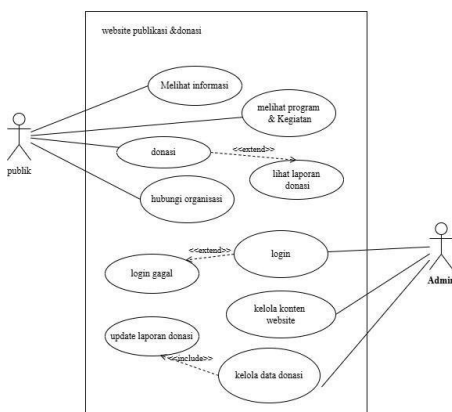 website publikasi &donasi
Melihat informasi
melihat program
& Kegiatan
publik
donasi
<<extend>>
lihat laporan
donasi
hubungi organisasi
<<extend>>
login
login gagal
Admin
kelola konten
website
update laporan donasi
<<include>>
kelola data donasi